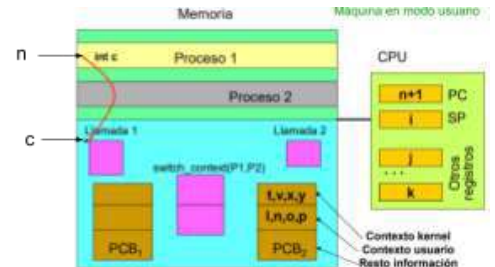 Memoria
Máquina en modo usuario
n
int c
Proceso 1
CPU
Proceso 2
n+1
PC
i
SP
c
Llamada 1
Llamada 2
j
...
k
Otros
registros
switch_context(P1,P2)
t,v,x,y
l,n,o,p
PCB1
PCB2
Contexto kernel
Contexto usuario
Resto información